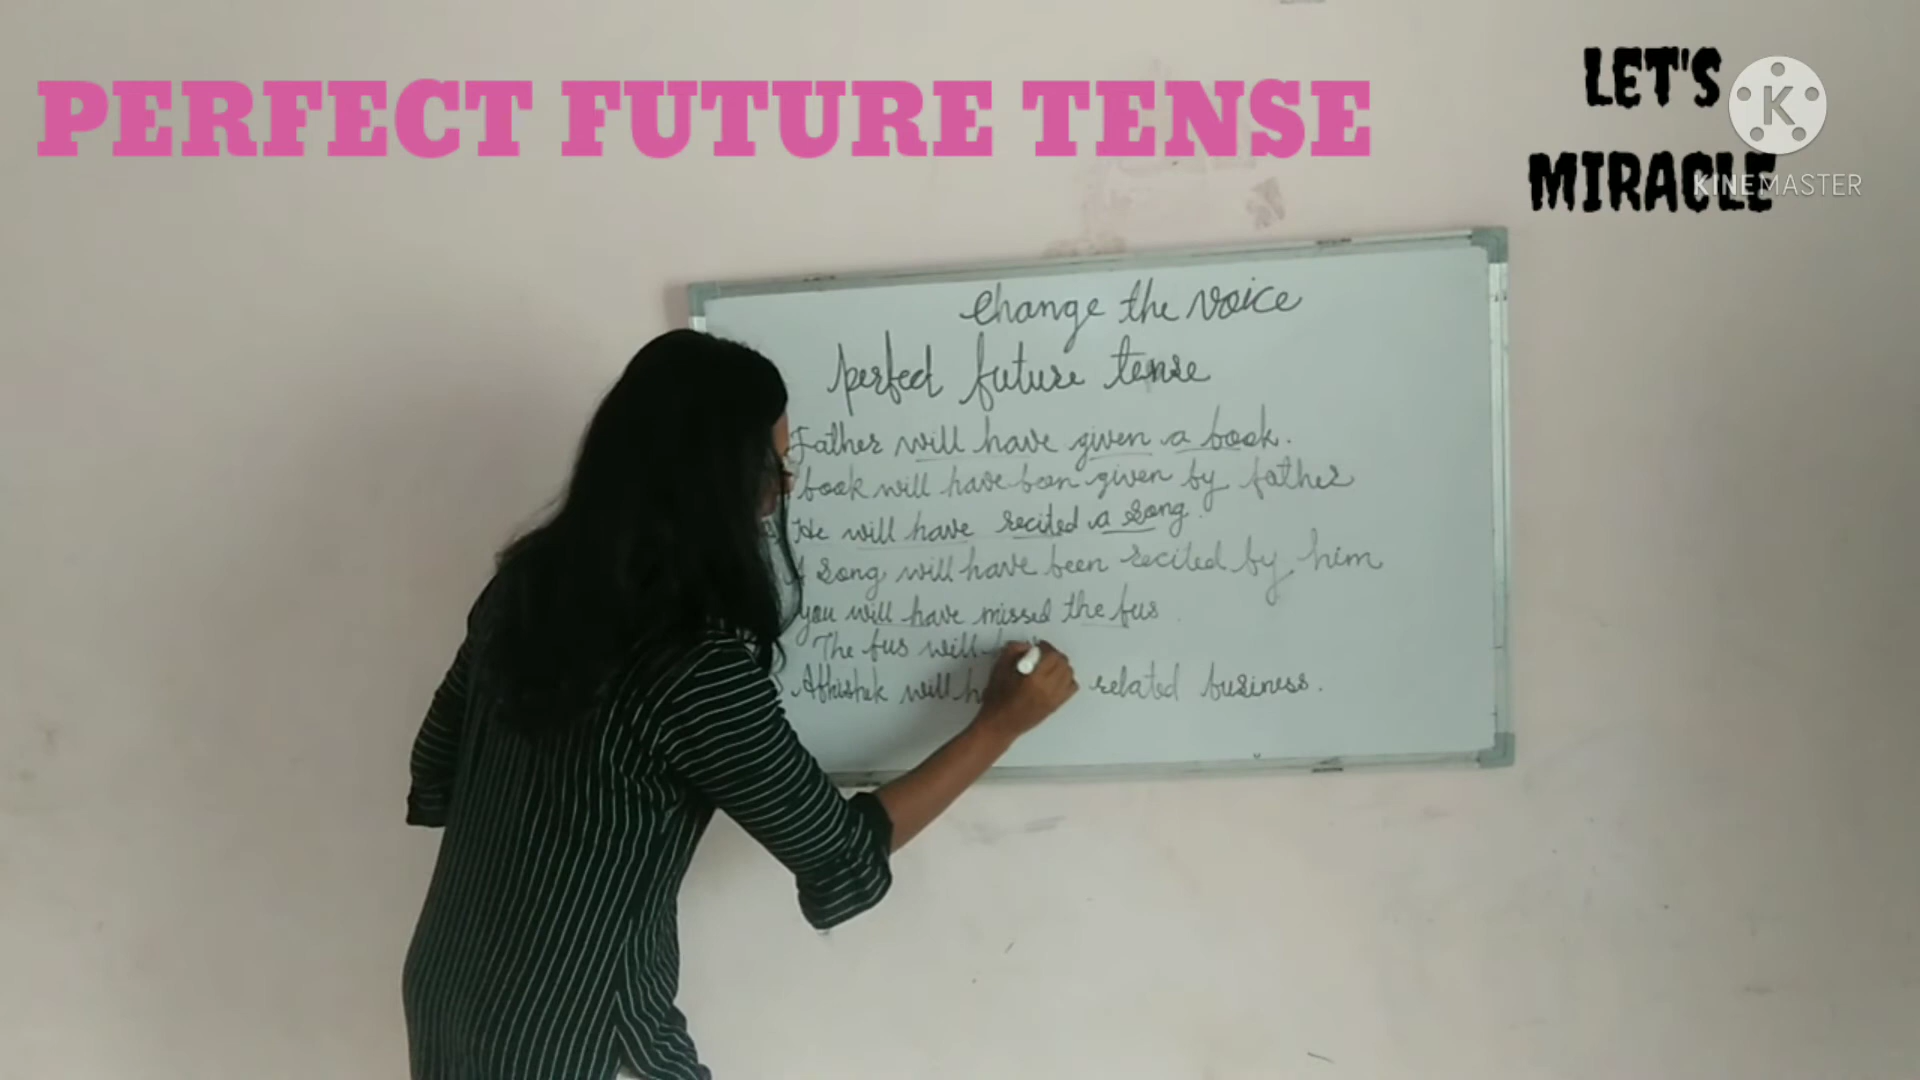 PERFECT FUTURE TENSE
LET'S
MIRACLE
KINEMASTER
Change the voice
perfect future tense
Father will have given a book.
book will have been given by father
He will have recited a song.
A song will have been recited by him
you will have missed the bus
The bus will
Abhishek will related business.